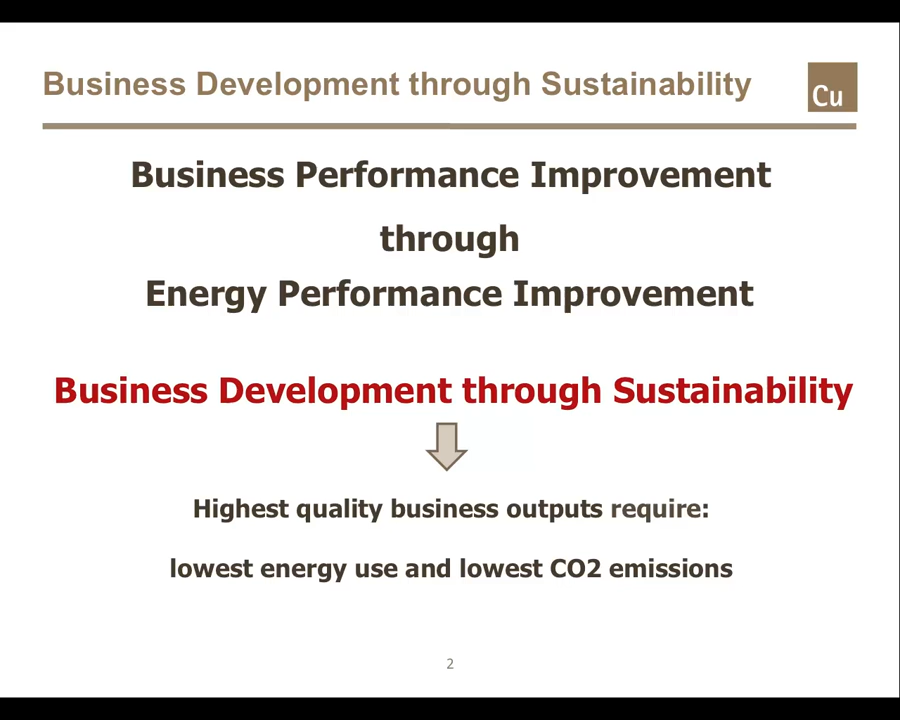 Business Development through Sustainability
Cu
Business Performance Improvement
through
Energy Performance Improvement
Business Development through Sustainability
Highest quality business outputs require:
lowest energy use and lowest CO2 emissions
2